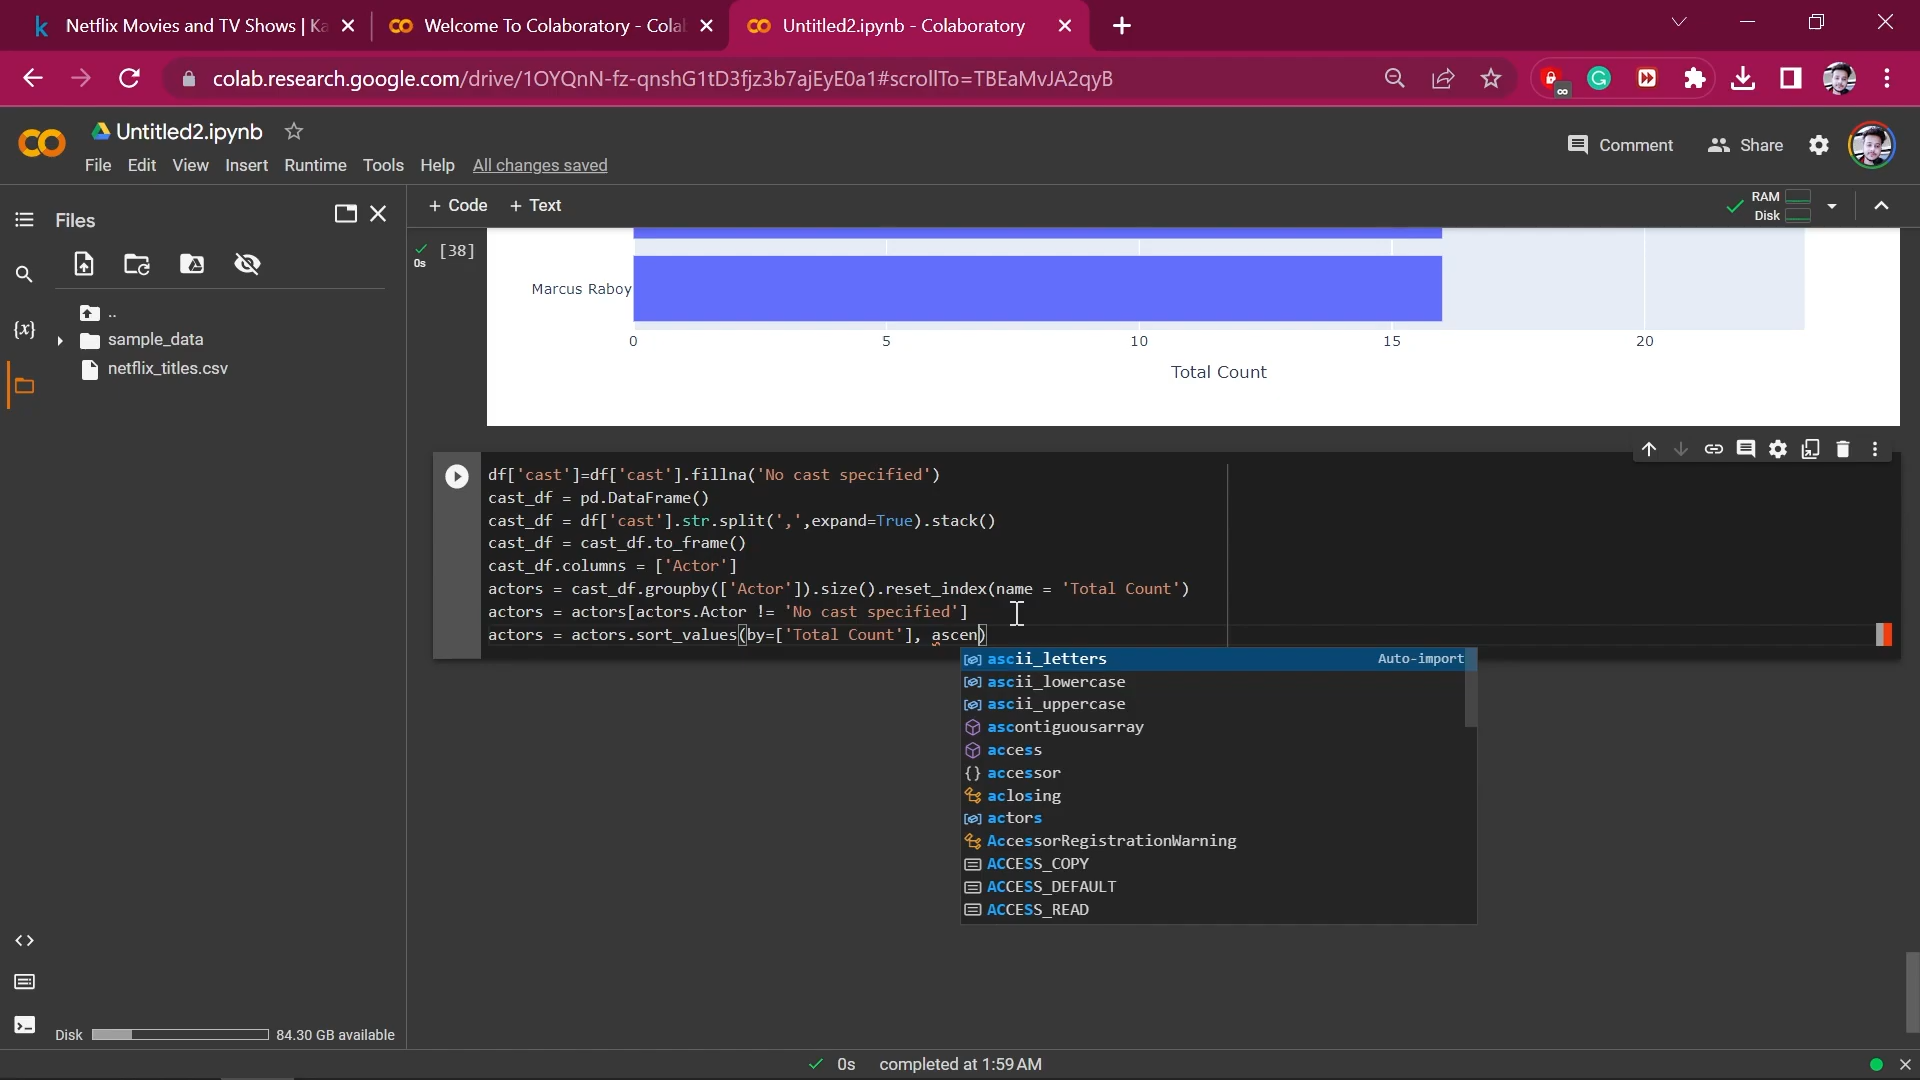 Netflix Movies and TV Shows | Ka
Welcome To Colaboratory - Colab
Untitled2.ipynb - Colaboratory
colab.research.google.com/drive/1OYQnN-fz-qnshG1tD3fjz3b7ajEyE0a1#scrollTo=TBEaMvJA2qyB
Untitled2.ipynb
File Edit View Insert Runtime Tools Help All changes saved
Comment
Share
Files
+ Code + Text
RAM
Disk
..
sample_data
netflix_titles.csv
[38]
0s
Marcus Raboy
0 5 10 15 20
Total Count
df['cast']=df['cast'].fillna('No cast specified')
cast_df = pd.DataFrame()
cast_df = df['cast'].str.split(',',expand=True).stack()
cast_df = cast_df.to_frame()
cast_df.columns = ['Actor']
actors = cast_df.groupby(['Actor']).size().reset_index(name = 'Total Count')
actors = actors[actors.Actor != 'No cast specified']
actors = actors.sort_values(by=['Total Count'], ascen)
ascii_letters Auto-import
ascii_lowercase
ascii_uppercase
ascontiguousarray
access
accessor
aclosing
actors
AccessorRegistrationWarning
ACCESS_COPY
ACCESS_DEFAULT
ACCESS_READ
Disk 84.30 GB available
0s completed at 1:59 AM